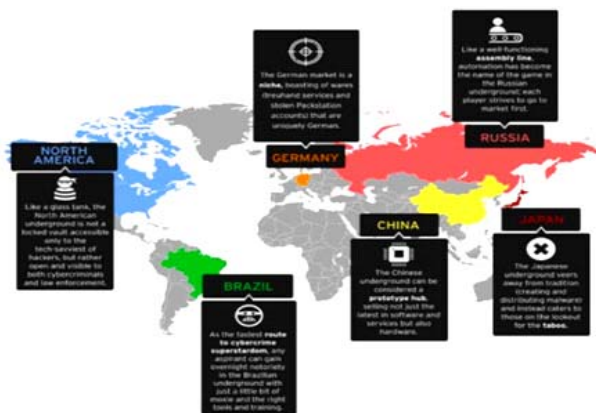 Like a well-functioning
assembly line,
automation has become
the name of the game in
the Russian
underground; each
player strives to go to
market first.
RUSSIA
The German market is a
niche, boasting of wares
(treuhand services and
stolen Packstation
accounts) that are
uniquely German.
GERMANY
NORTH
AMERICA
Like a glass tank, the
North American
underground is not a
locked vault accessible
only to the
tech-savviest of
hackers, but rather
open and visible to
both cybercriminals
and law enforcement.
CHINA
The Chinese
underground can be
considered a
prototype hub,
selling not just the
latest in software and
services but also
hardware.
JAPAN
The Japanese
underground veers
away from tradition
(creating and
distributing malware)
and instead caters to
those on the lookout
for the taboo.
BRAZIL
As the fastest route
to cybercrime
superstardom, any
aspirant can gain
overnight notoriety
in the Brazilian
underground with
just a little bit of
moxie and the right
tools and training.